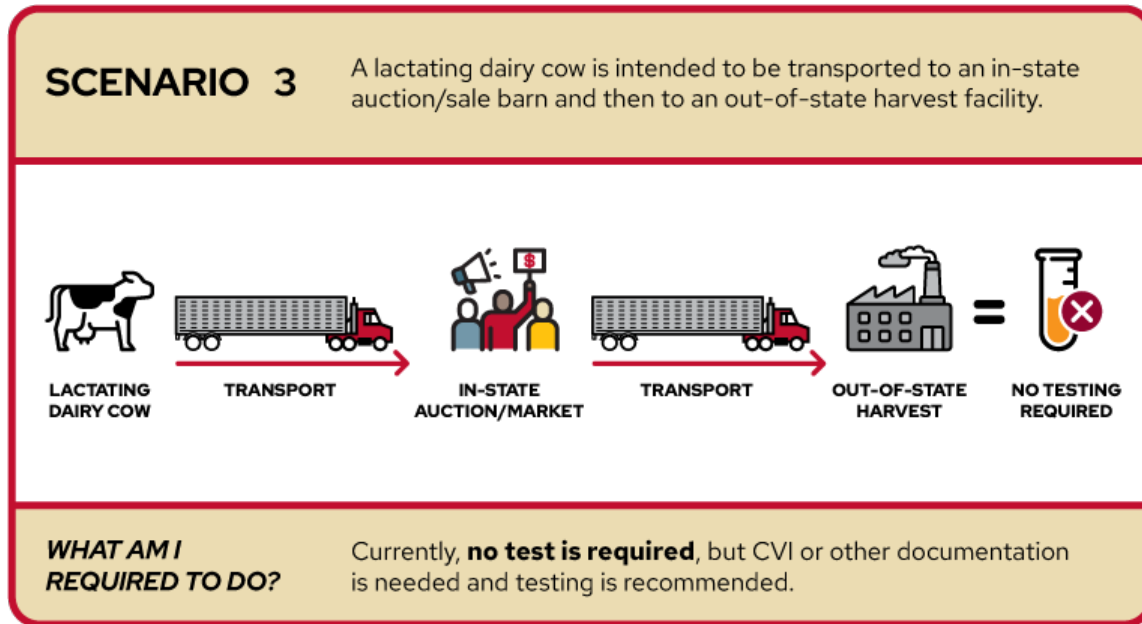 SCENARIO 3
A lactating dairy cow is intended to be transported to an in-state
auction/sale barn and then to an out-of-state harvest facility.
$
LACTATING
DAIRY COW
TRANSPORT
IN-STATE
AUCTION/MARKET
TRANSPORT
OUT-OF-STATE
HARVEST
=
NO TESTING
REQUIRED
WHAT AM I
REQUIRED TO DO?
Currently, no test is required, but CVI or other documentation
is needed and testing is recommended.